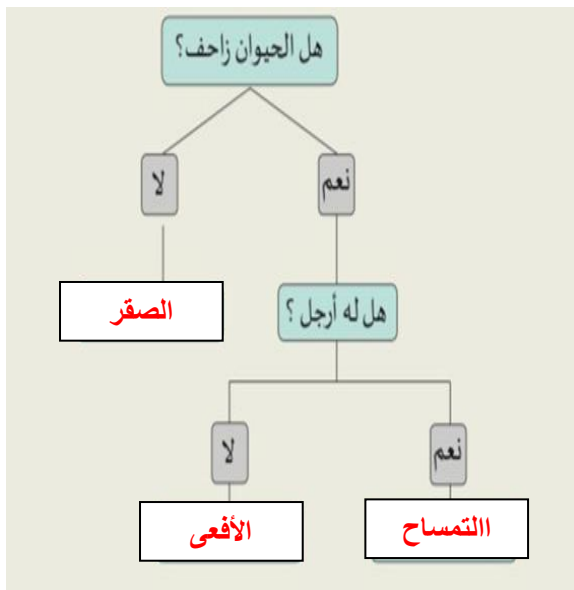 هل الحيوان زاحف؟
نعم
لا
هل له أرجل ؟
الصقر
نعم
لا
االتمساح
الأفعى